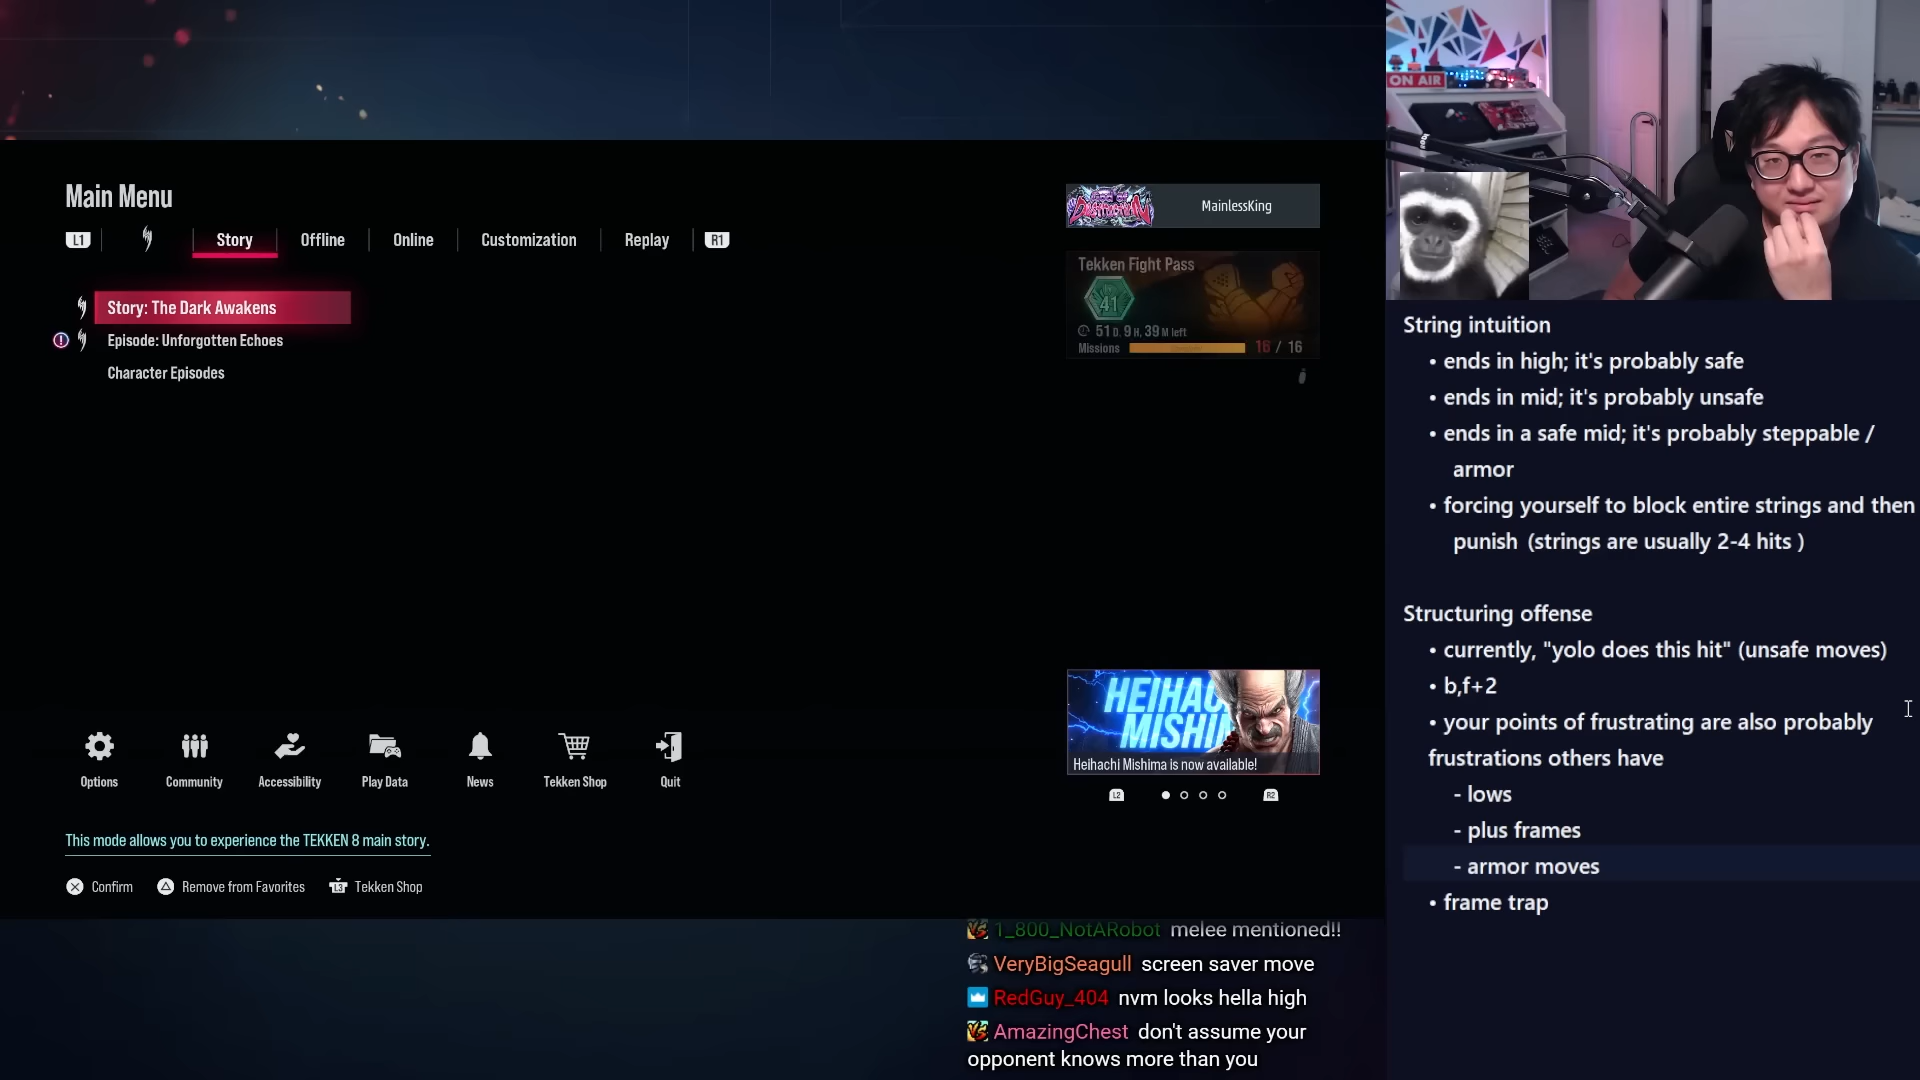 ON AIR
Main Menu
MainlessKing
L1
Story
Offline
Online
Customization
Replay
R1
Tekken Fight Pass
41
51 D. 9 H. 39 M left
Missions
16 / 16
Story: The Dark Awakens
Episode: Unforgotten Echoes
Character Episodes
HEIHAC
MISHI
Heihachi Mishima is now available!
L2
R2
Options
Community
Accessibility
Play Data
News
Tekken Shop
Quit
This mode allows you to experience the TEKKEN 8 main story.
Confirm
Remove from Favorites
L3
Tekken Shop
String intuition
• ends in high; it's probably safe
• ends in mid; it's probably unsafe
• ends in a safe mid; it's probably steppable /
armor
• forcing yourself to block entire strings and then
punish (strings are usually 2-4 hits )
Structuring offense
• currently, "yolo does this hit" (unsafe moves)
• b,f+2
• your points of frustrating are also probably
frustrations others have
- lows
- plus frames
- armor moves
• frame trap
1_800_NotARobot melee mentioned!!
VeryBigSeagull screen saver move
RedGuy_404 nvm looks hella high
AmazingChest don't assume your
opponent knows more than you